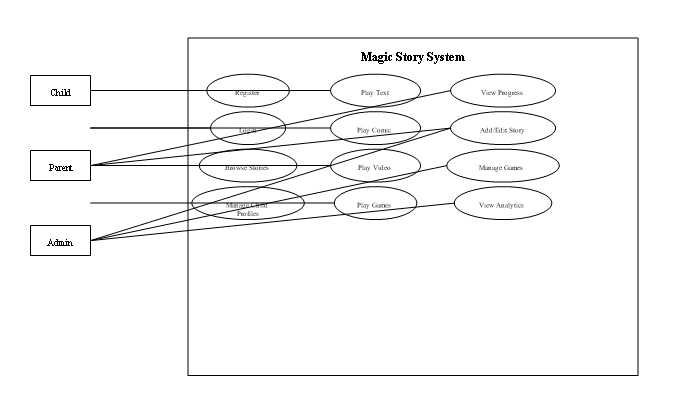 Magic Story System
Child
Register
Play Text
View Progress
Login
Play Comic
Add/Edit Story
Parent
Browse Stories
Play Video
Manage Games
Manage Child
Profiles
Play Games
View Analytics
Admin